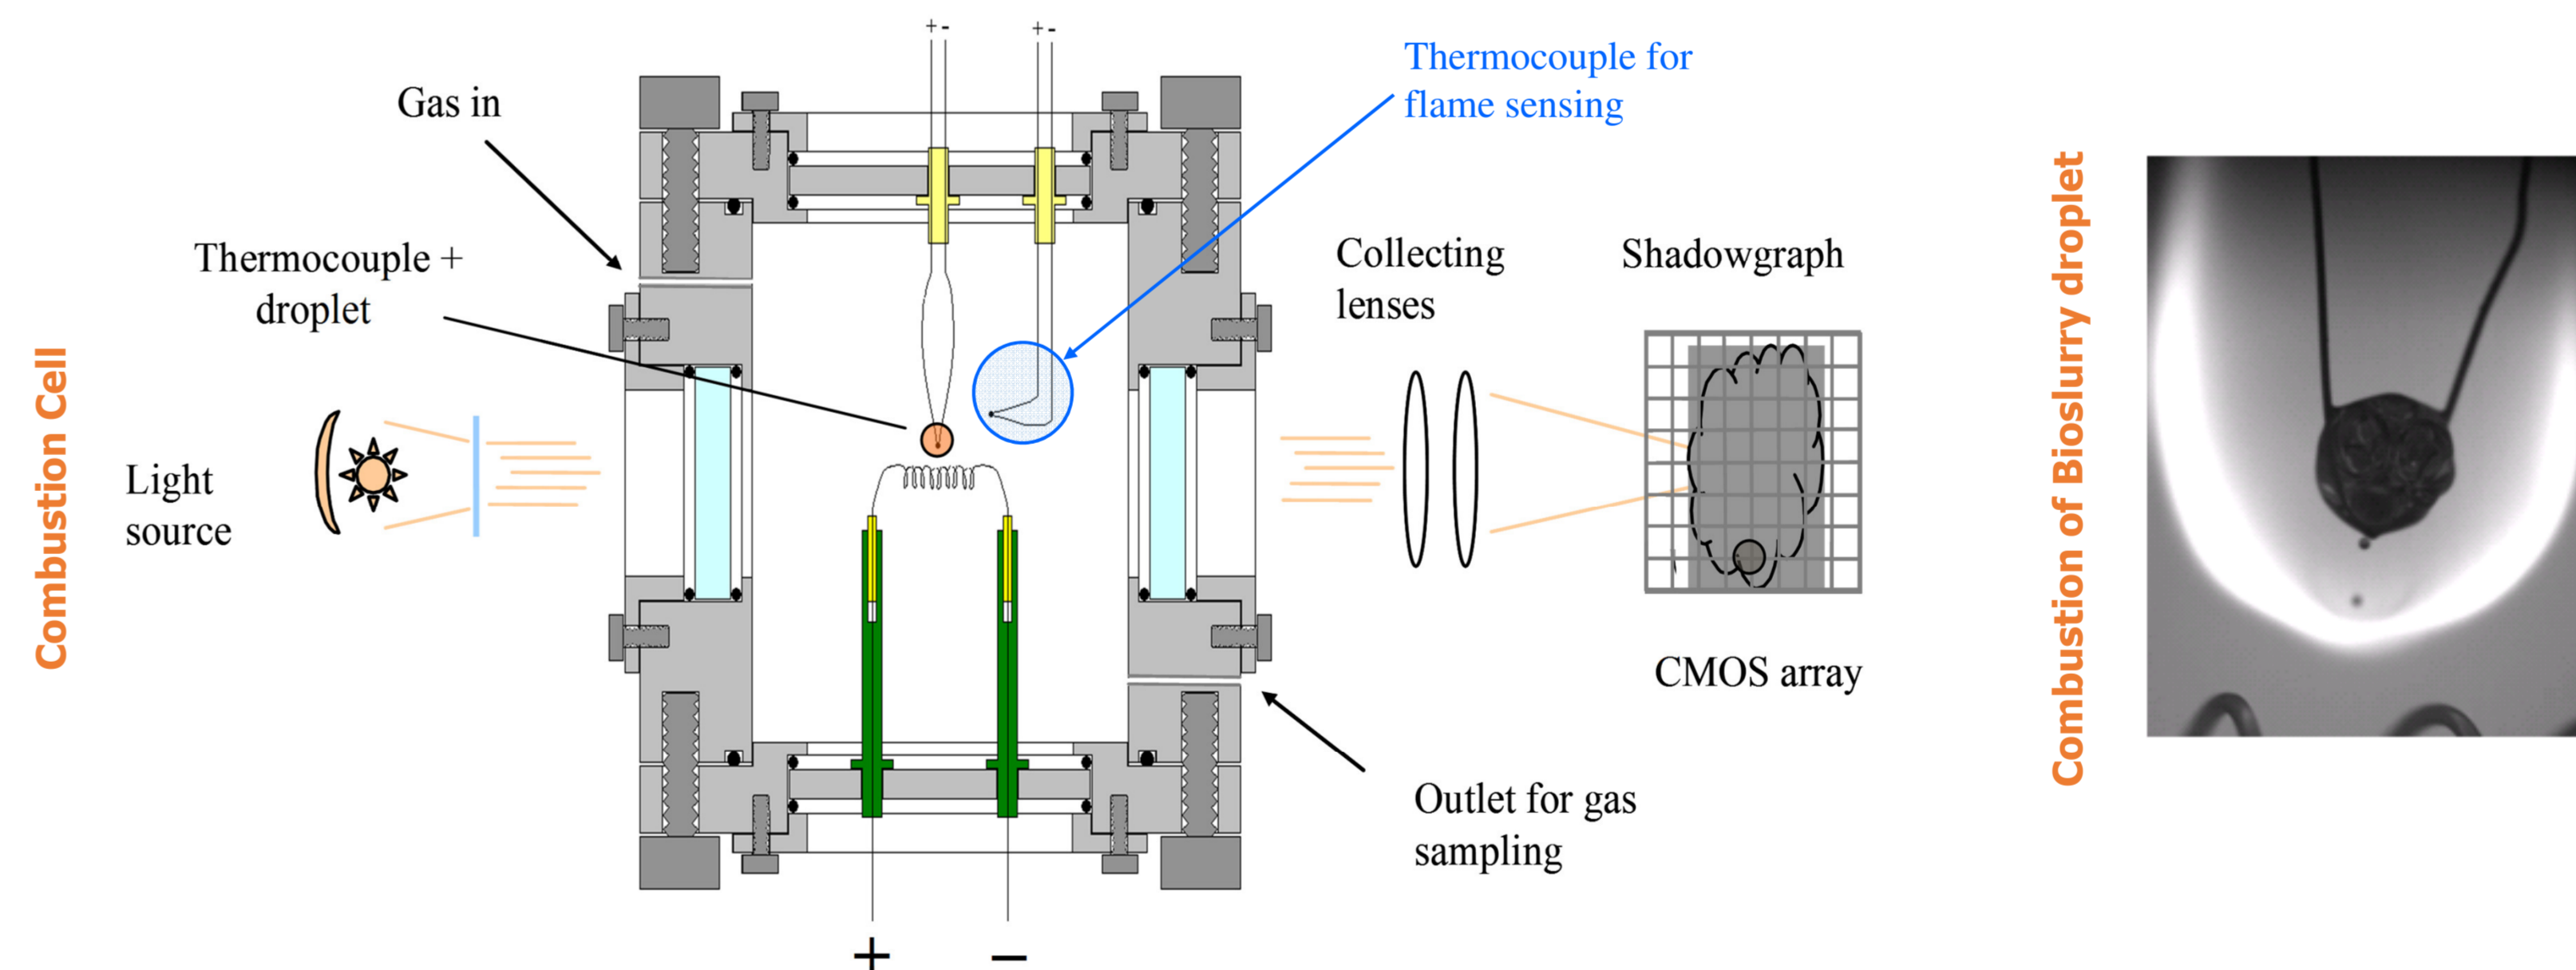 Combustion Cell
Gas in
Thermocouple +
droplet
Light
source
+ -
+ -
Thermocouple for
flame sensing
Collecting
lenses
Shadowgraph
CMOS array
Outlet for gas
sampling
+ −
Combustion of Bioslurry droplet